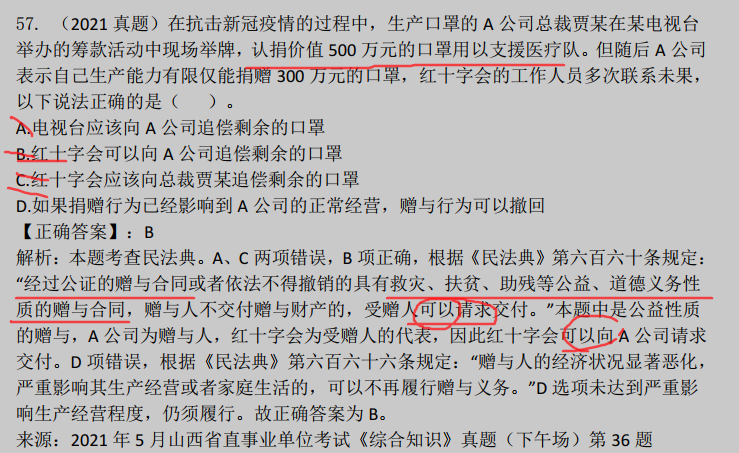 57. （2021 真题）在抗击新冠疫情的过程中，生产口罩的 A 公司总裁贾某在某电视台
举办的筹款活动中现场举牌，认捐价值 500 万元的口罩用以支援医疗队。但随后 A 公司
表示自己生产能力有限仅能捐赠 300 万元的口罩，红十字会的工作人员多次联系未果，
以下说法正确的是（ ）。
A.电视台应该向 A 公司追偿剩余的口罩
B.红十字会可以向 A 公司追偿剩余的口罩
C.红十字会应该向总裁贾某追偿剩余的口罩
D.如果捐赠行为已经影响到 A 公司的正常经营，赠与行为可以撤回
【正确答案】：B
解析：本题考查民法典。A、C 两项错误，B 项正确，根据《民法典》第六百六十条规定：
“经过公证的赠与合同或者依法不得撤销的具有救灾、扶贫、助残等公益、道德义务性
质的赠与合同，赠与人不交付赠与财产的，受赠人可以请求交付。”本题中是公益性质
的赠与，A 公司为赠与人，红十字会为受赠人的代表，因此红十字会可以向 A 公司请求
交付。D 项错误，根据《民法典》第六百六十六条规定：“赠与人的经济状况显著恶化，
严重影响其生产经营或者家庭生活的，可以不再履行赠与义务。”D 选项未达到严重影
响生产经营程度，仍须履行。故正确答案为 B。
来源：2021 年 5 月山西省直事业单位考试《综合知识》真题（下午场）第 36 题